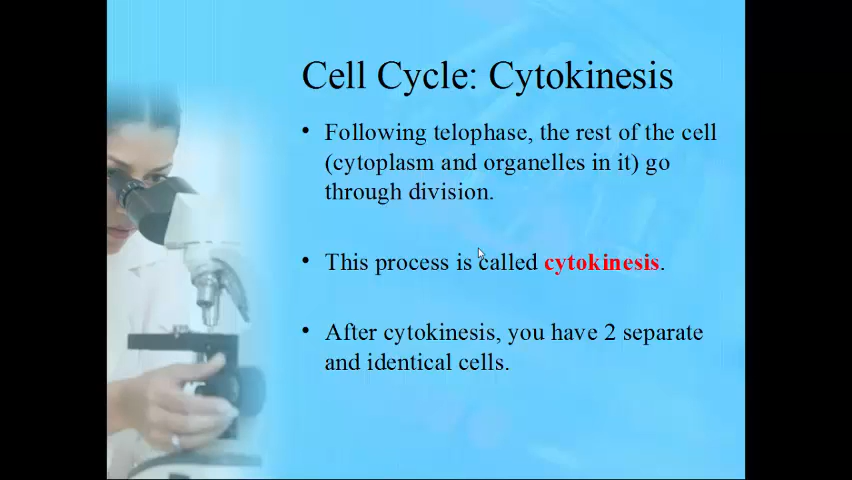 Cell Cycle: Cytokinesis
• Following telophase, the rest of the cell
(cytoplasm and organelles in it) go
through division.
• This process is called cytokinesis.
• After cytokinesis, you have 2 separate
and identical cells.